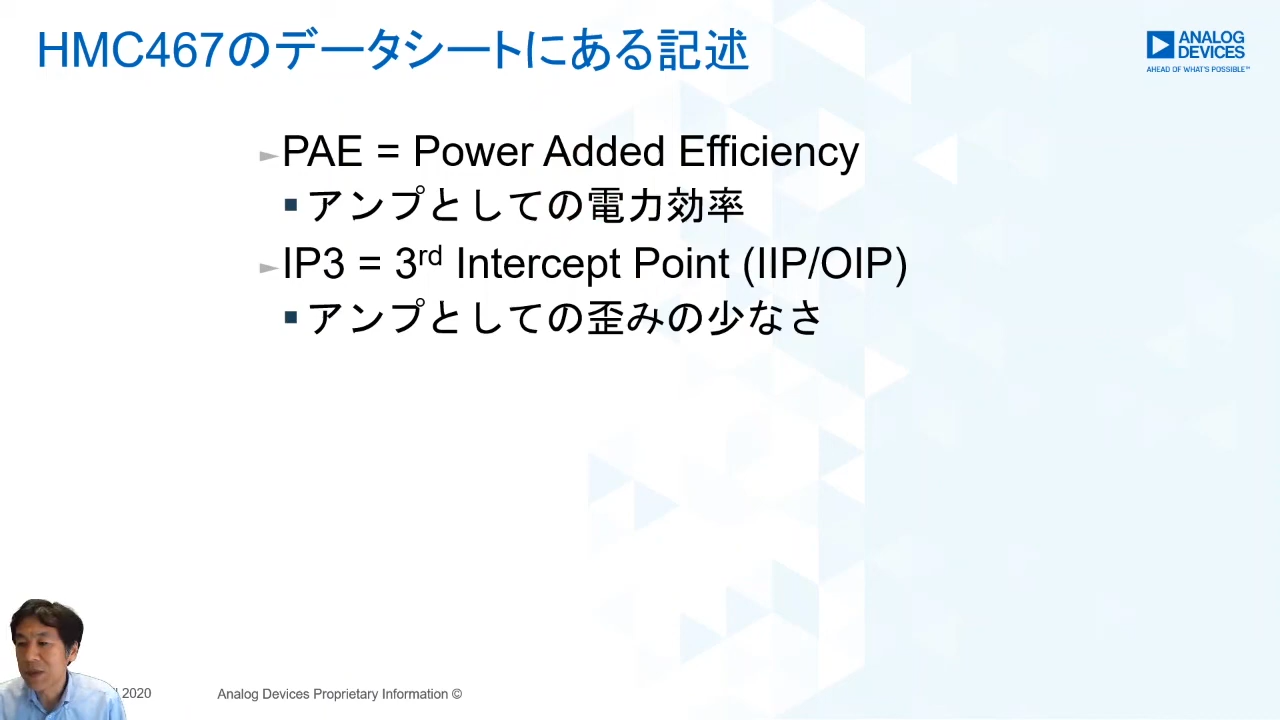 HMC467のデータシートにある記述
ANALOG
DEVICES
AHEAD OF WHAT'S POSSIBLE™
►PAE = Power Added Efficiency
▪アンプとしての電力効率
►IP3 = 3rd Intercept Point (IIP/OIP)
▪アンプとしての歪みの少なさ
2020
Analog Devices Proprietary Information ©